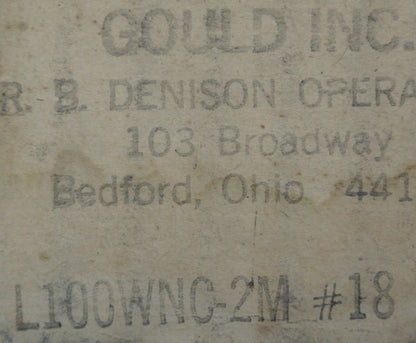 GOULD INC.
R. B. DENISON OPERA
103 Broadway
Bedford, Ohio 441
L100WNC-2M #18